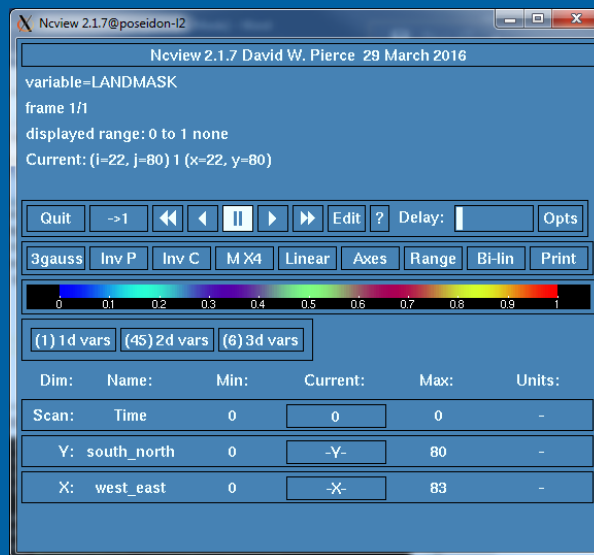 Ncview 2.1.7@poseidon-l2
Ncview 2.1.7 David W. Pierce  29 March 2016
variable=LANDMASK
frame 1/1
displayed range: 0 to 1 none
Current: (i=22, j=80) 1 (x=22, y=80)
Quit ->1 Edit ? Delay: Opts
3gauss Inv P Inv C M X4 Linear Axes Range Bi-lin Print
0 0.1 0.2 0.3 0.4 0.5 0.6 0.7 0.8 0.9 1
(1) 1d vars (45) 2d vars (6) 3d vars
Dim: Name: Min: Current: Max: Units:
Scan: Time 0 0 0 -
Y: south_north 0 -Y- 80 -
X: west_east 0 -X- 83 -